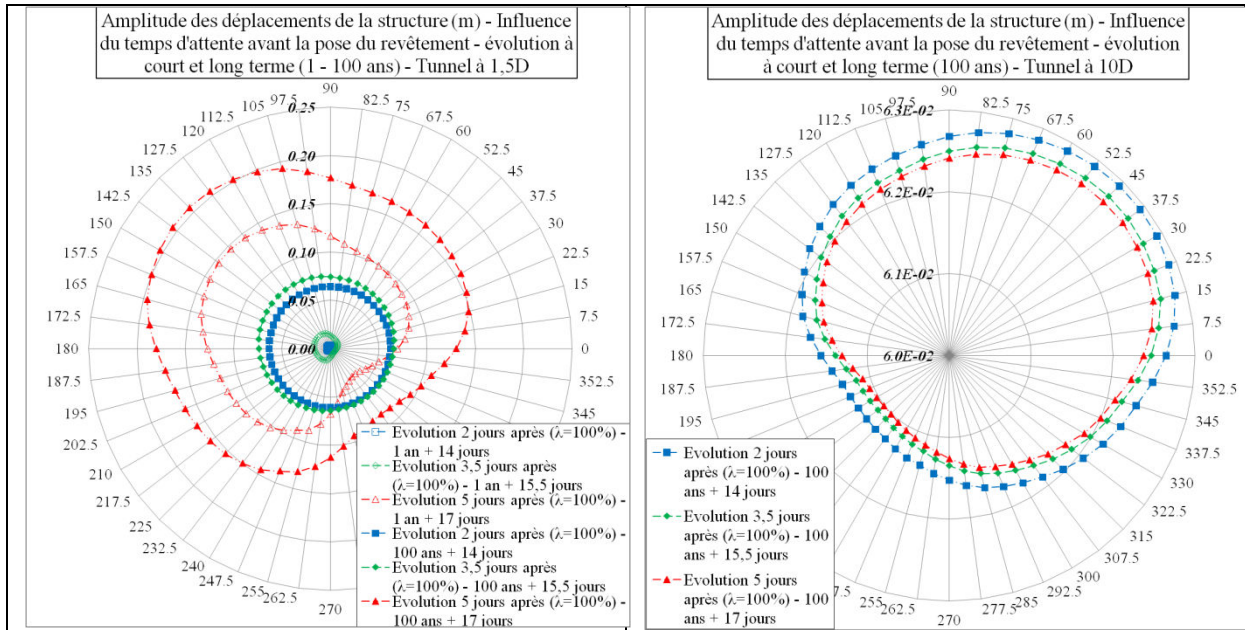 Amplitude des déplacements de la structure (m) - Influence
du temps d'attente avant la pose du revêtement - évolution à
court et long terme (1 - 100 ans) - Tunnel à 1,5D
90
97.5
82.5
105
75
112.5
67.5
120
60
127.5
52.5
135
45
142.5
37.5
150
30
157.5
22.5
165
15
172.5
7.5
180
0
187.5
352.5
195
345
202.5
210
217.5
225
232.5
240
247.5
255
262.5
270
0.25
0.20
0.15
0.10
0.05
0.00
Evolution 2 jours après (λ=100%) -
1 an + 14 jours
Evolution 3,5 jours après
(λ=100%) - 1 an + 15,5 jours
Evolution 5 jours après (λ=100%) -
1 an + 17 jours
Evolution 2 jours après (λ=100%) -
100 ans + 14 jours
Evolution 3,5 jours après
(λ=100%) - 100 ans + 15,5 jours
Evolution 5 jours après (λ=100%) -
100 ans + 17 jours
Amplitude des déplacements de la structure (m) - Influence
du temps d'attente avant la pose du revêtement - évolution
à court et long terme (100 ans) - Tunnel à 10D
90
97.5
82.5
105
75
112.5
67.5
120
60
127.5
52.5
135
45
142.5
37.5
150
30
157.5
22.5
165
15
172.5
7.5
180
0
187.5
352.5
195
345
337.5
330
322.5
315
307.5
300
292.5
285
277.5
270
262.5
255
7.5
6.3E-02
6.2E-02
6.1E-02
6.0E-02
Evolution 2 jours
après (λ=100%) - 100
ans + 14 jours
Evolution 3,5 jours
après (λ=100%) - 100
ans + 15,5 jours
Evolution 5 jours
après (λ=100%) - 100
ans + 17 jours